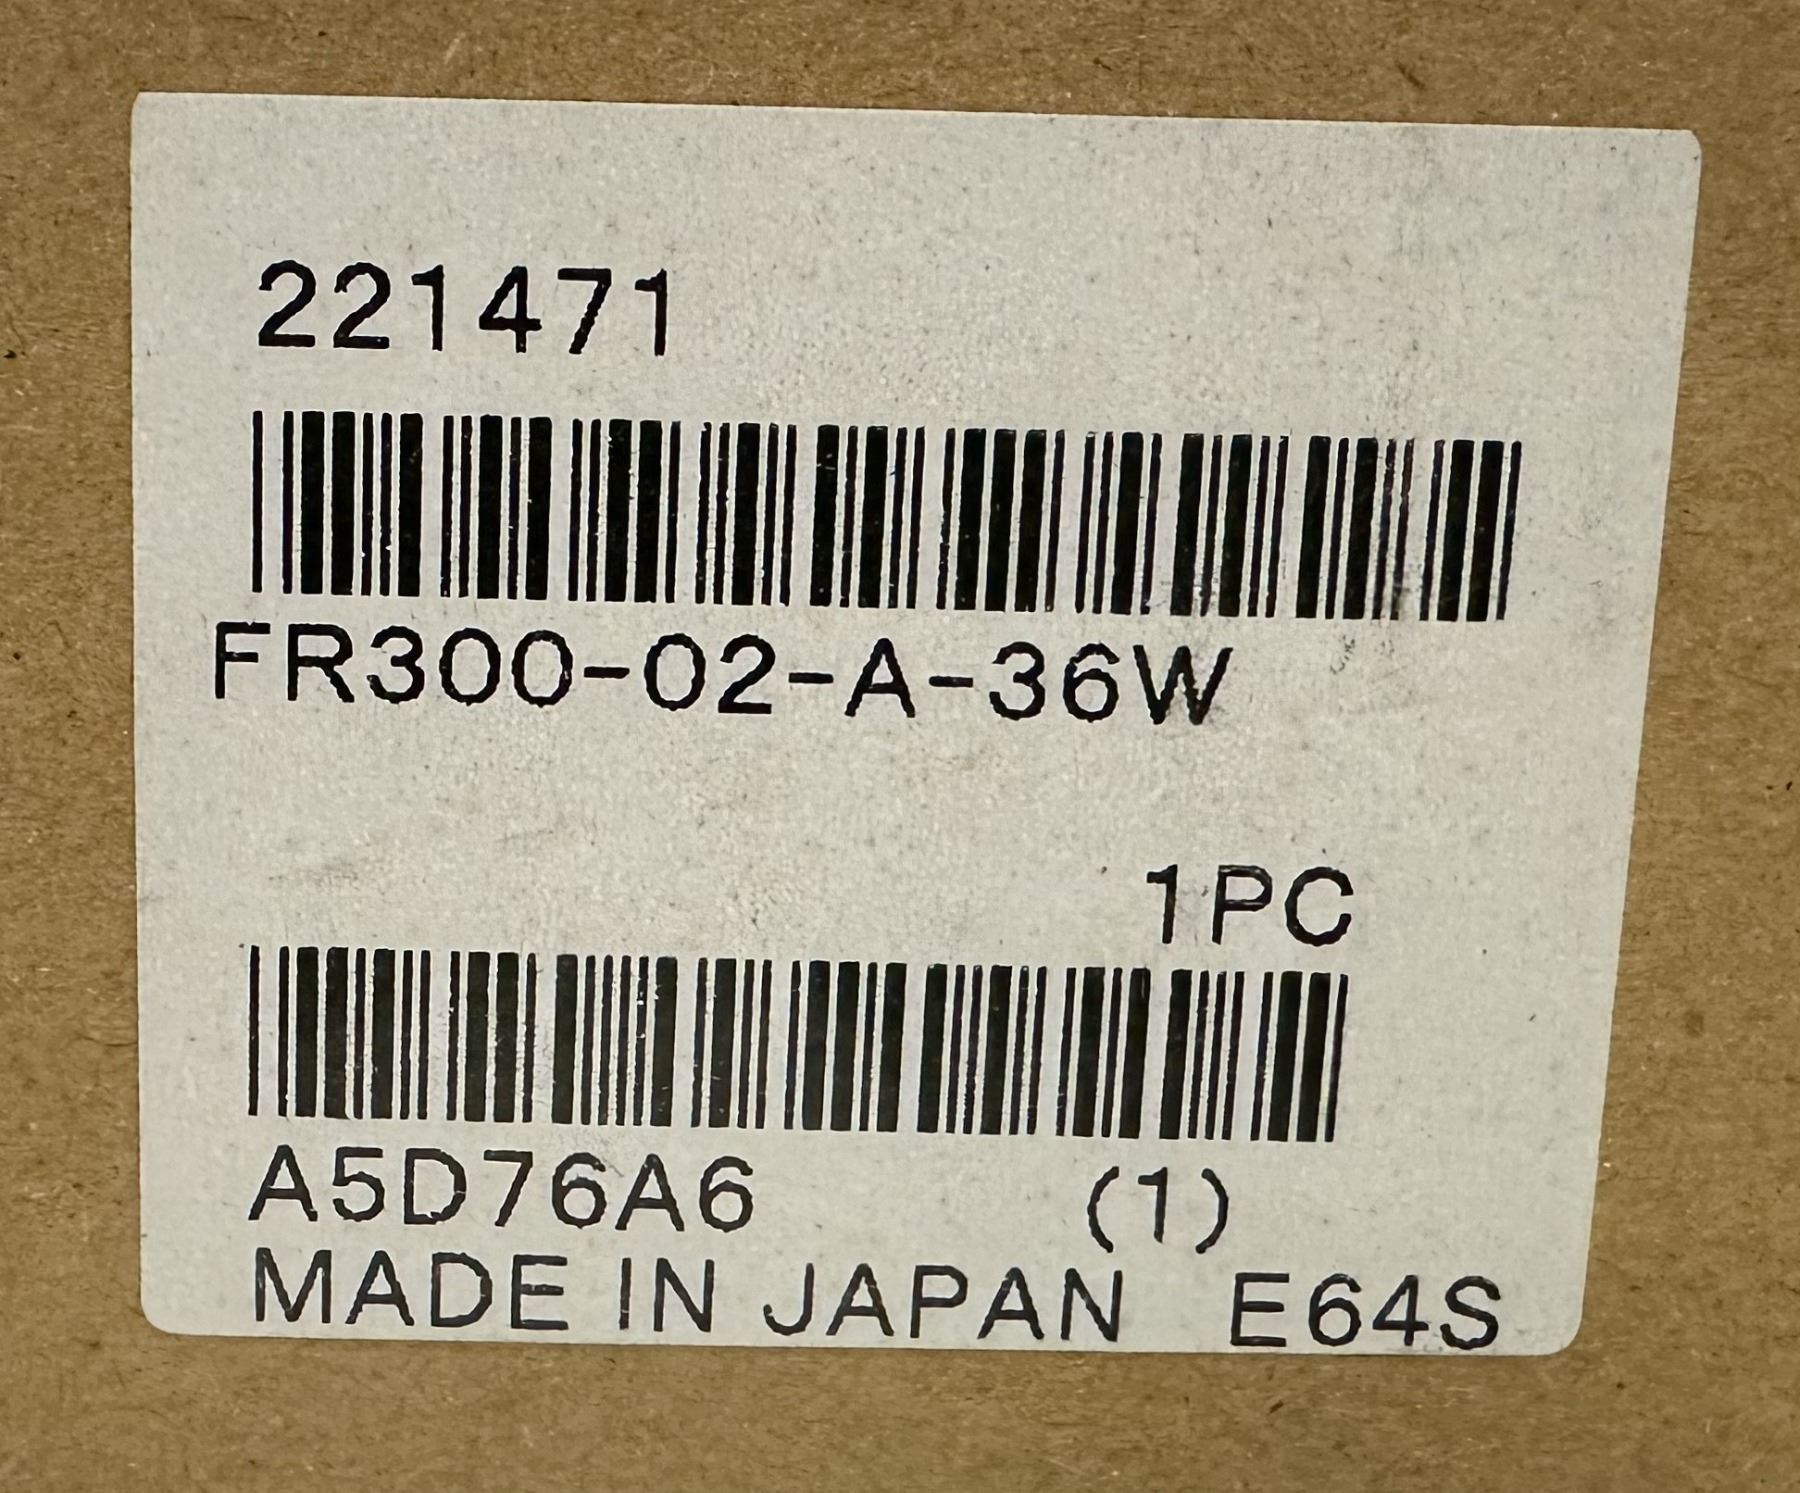 221471
FR300-02-A-36W
1PC
A5D76A6 (1)
MADE IN JAPAN E64S